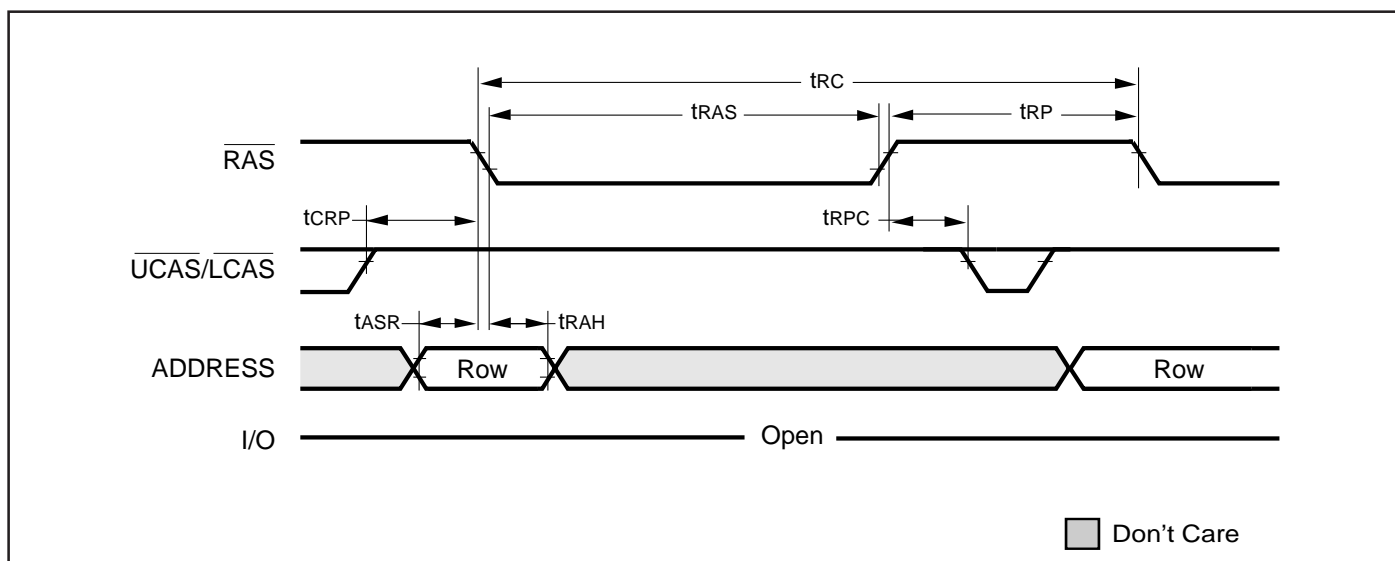 tRC
tRAS
tRP
RAS
tCRP
tRPC
UCAS/LCAS
tASR
tRAH
ADDRESS
Row
Row
I/O
Open
Don't Care